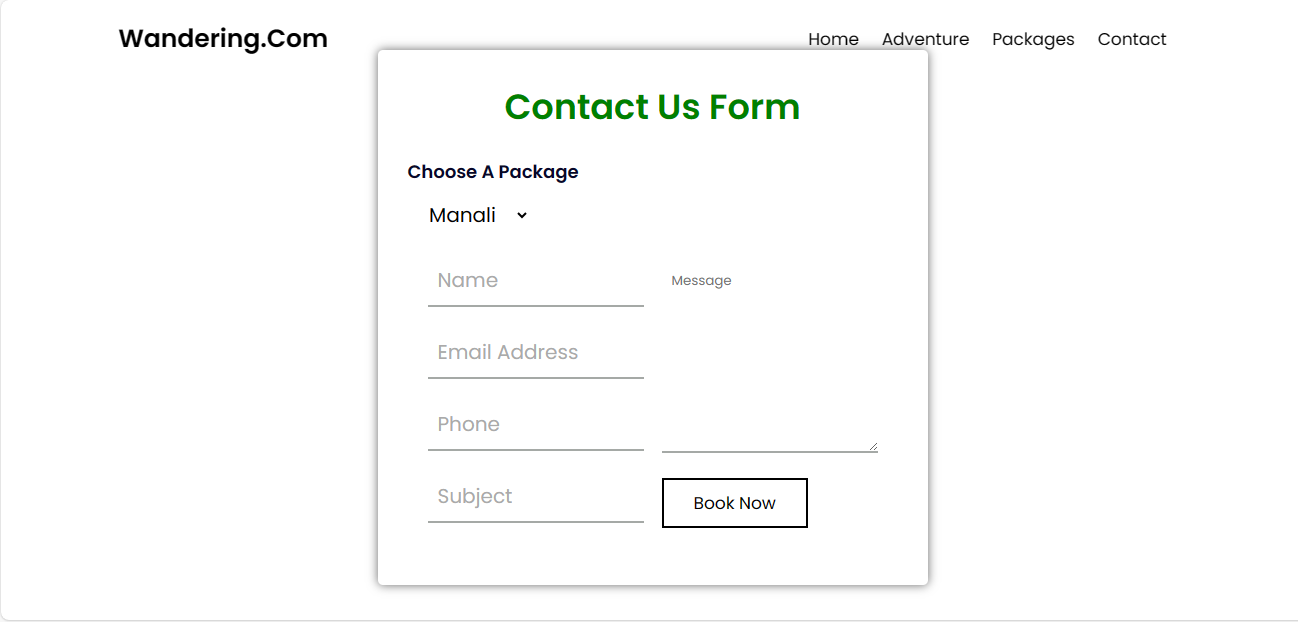 Wandering.Com
Home Adventure Packages Contact
Contact Us Form
Choose A Package
Manali
Name
Message
Email Address
Phone
Subject
Book Now